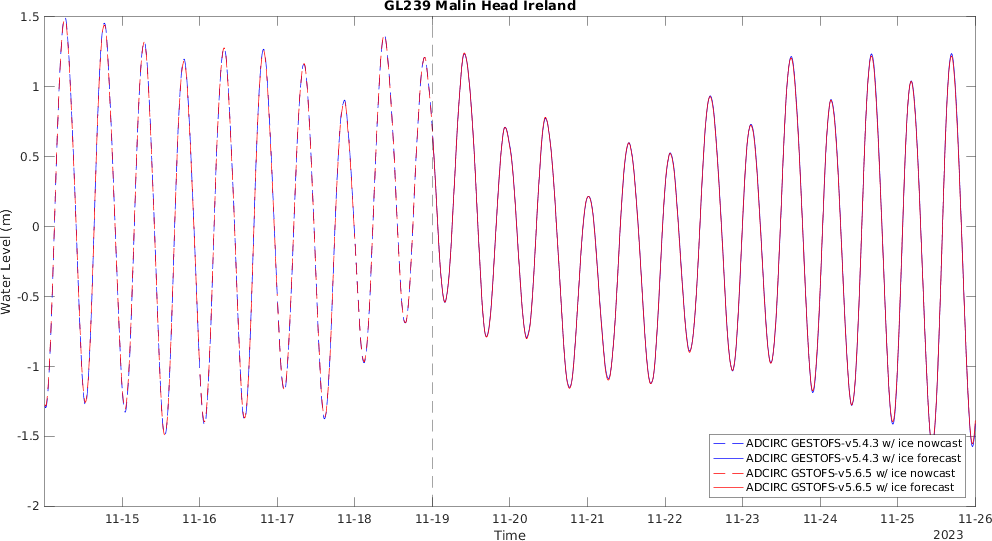 GL239 Malin Head Ireland
1.5
1
0.5
0
-0.5
-1
-1.5
-2
Water Level (m)
11-15 11-16 11-17 11-18 11-19 11-20 11-21 11-22 11-23 11-24 11-25 11-26
Time
2023
ADCIRC GESTOFS-v5.4.3 w/ ice nowcast
ADCIRC GESTOFS-v5.4.3 w/ ice forecast
ADCIRC GSTOFS-v5.6.5 w/ ice nowcast
ADCIRC GSTOFS-v5.6.5 w/ ice forecast